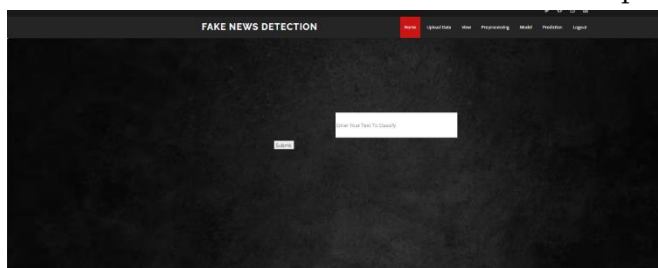 FAKE NEWS DETECTION
Home Upload Data View Preprocessing Model Prediction Logout
Enter Your Text To Classify
Submit